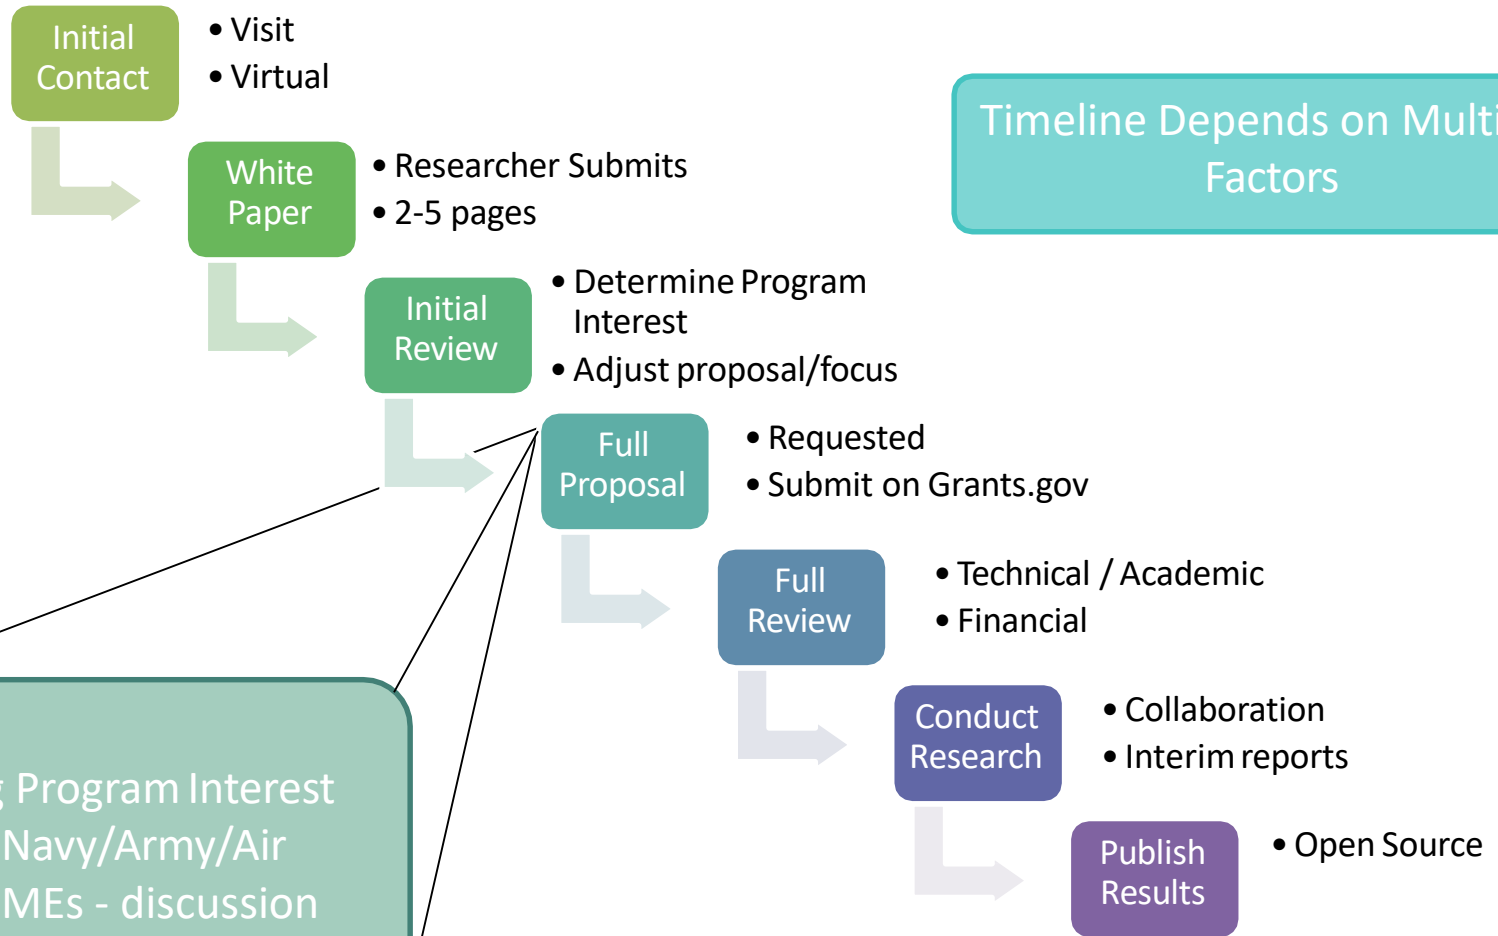 Initial
Contact
• Visit
• Virtual
Timeline Depends on Multi
Factors
White
Paper
• Researcher Submits
• 2-5 pages
Initial
Review
• Determine Program
Interest
• Adjust proposal/focus
Full
Proposal
• Requested
• Submit on Grants.gov
Full
Review
• Technical / Academic
• Financial
Conduct
Research
• Collaboration
• Interim reports
g Program Interest
Navy/Army/Air
MEs - discussion
Publish
Results
• Open Source